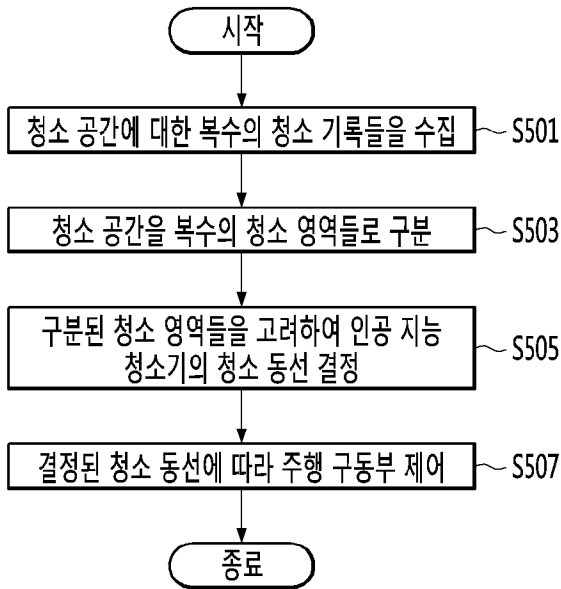 시작
청소 공간에 대한 복수의 청소 기록들을 수집 S501
청소 공간을 복수의 청소 영역들로 구분 S503
구분된 청소 영역들을 고려하여 인공 지능
청소기의 청소 동선 결정 S505
결정된 청소 동선에 따라 주행 구동부 제어 S507
종료